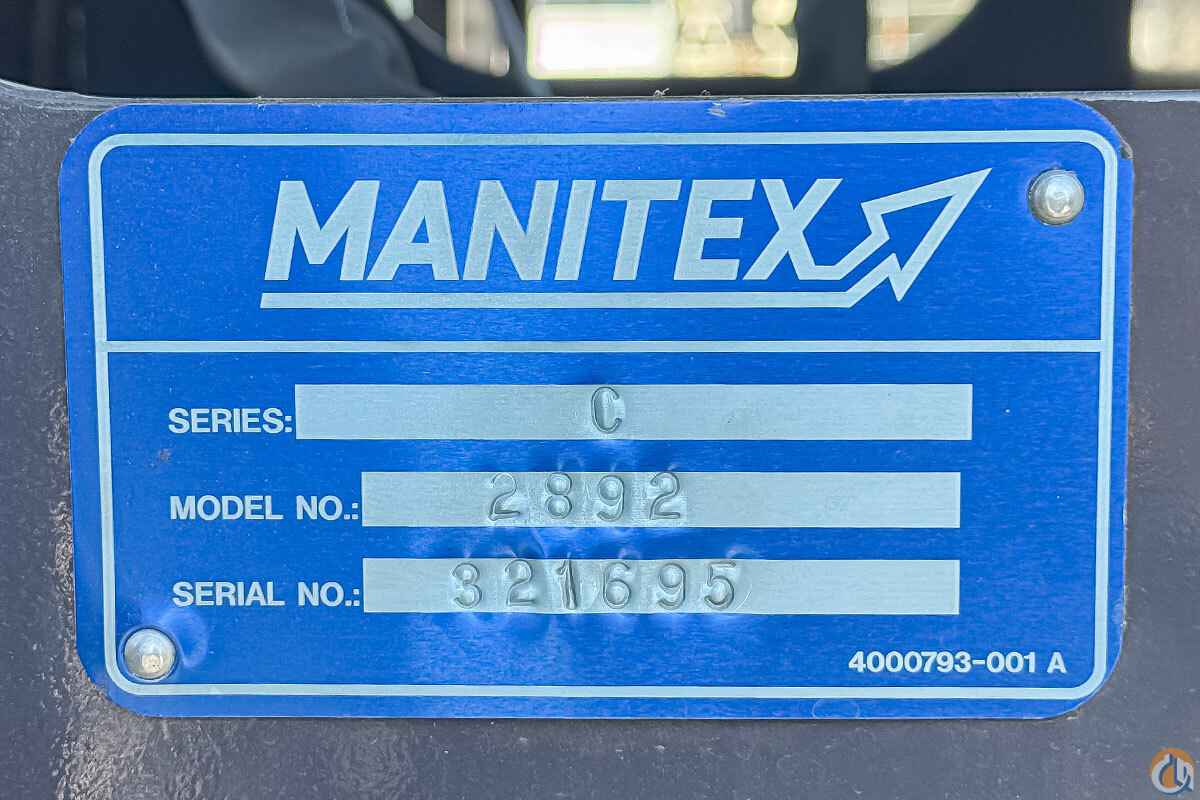 MANITEX
SERIES: C
MODEL NO.: 2892
SERIAL NO.: 321695
4000793-001 A